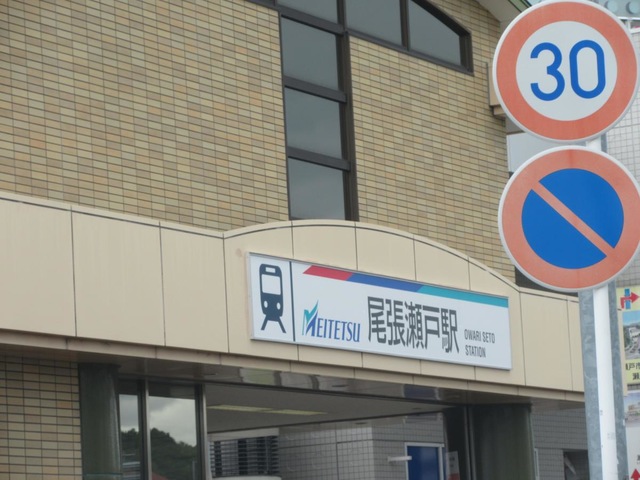 30
MEITETSU
尾張瀬戸駅
OWARI SETO
STATION